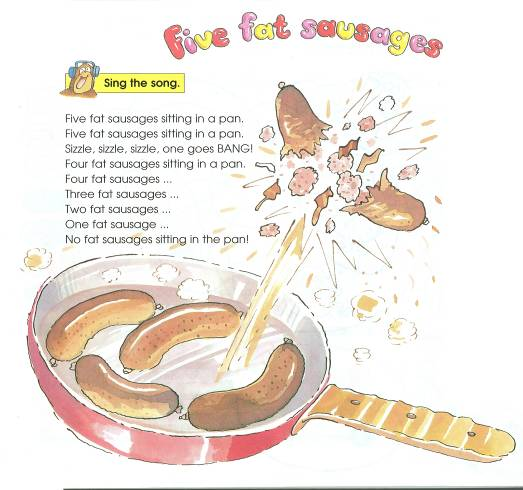 Five fat sausages
Sing the song.
Five fat sausages sitting in a pan.
Five fat sausages sitting in a pan.
Sizzle, sizzle, sizzle, one goes BANG!
Four fat sausages sitting in a pan.
Four fat sausages ...
Three fat sausages ...
Two fat sausages ...
One fat sausage ...
No fat sausages sitting in the pan!